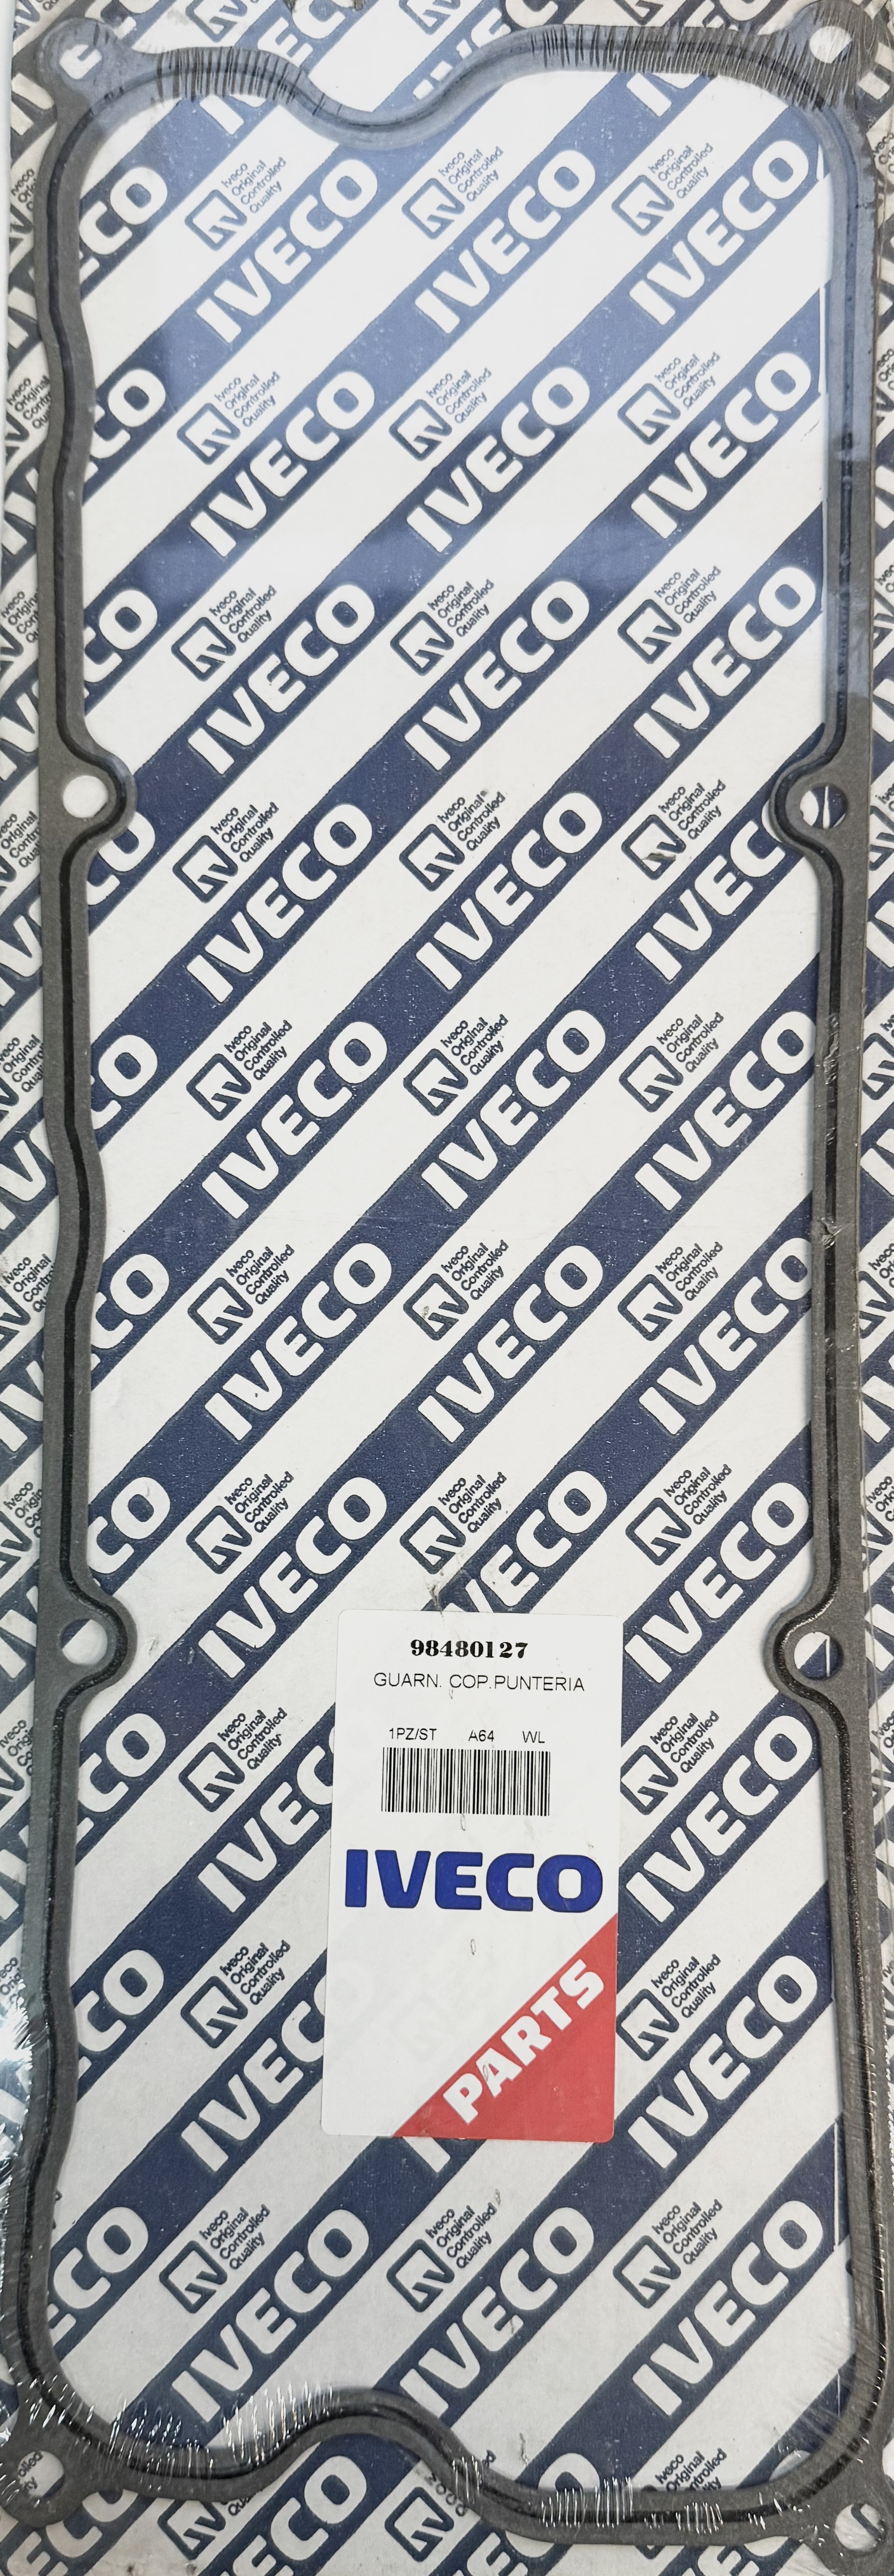 IVECO
Iveco
Original
Controlled
Quality
98480127
GUARN. COP.PUNTERIA
1PZ/ST A64 WL
IVECO
PARTS